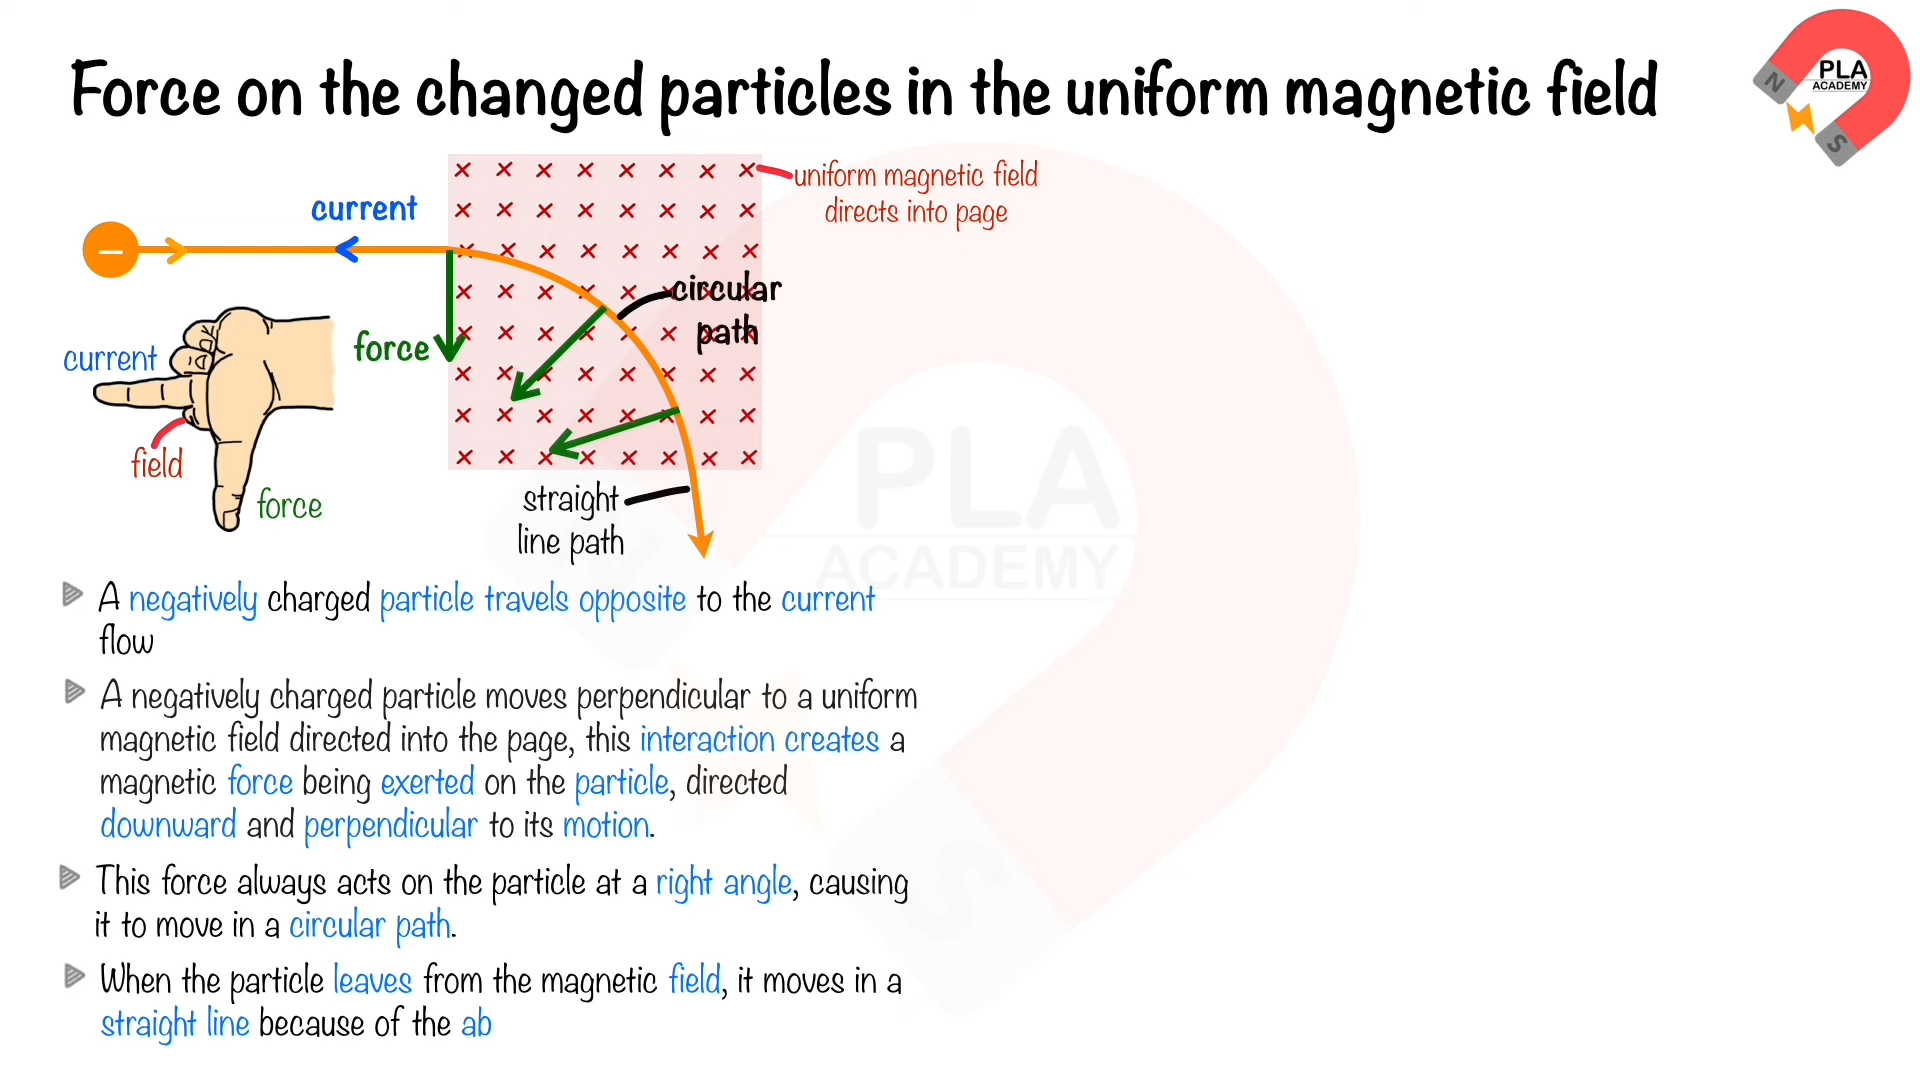 Force on the changed particles in the uniform magnetic field
N
PLA
ACADEMY
S
uniform magnetic field
directs into page
current
circular
path
force
current
field
force
straight
line path
PLA
ACADEMY
S
A negatively charged particle travels opposite to the current
flow
A negatively charged particle moves perpendicular to a uniform
magnetic field directed into the page, this interaction creates a
magnetic force being exerted on the particle, directed
downward and perpendicular to its motion.
This force always acts on the particle at a right angle, causing
it to move in a circular path.
When the particle leaves from the magnetic field, it moves in a
straight line because of the ab